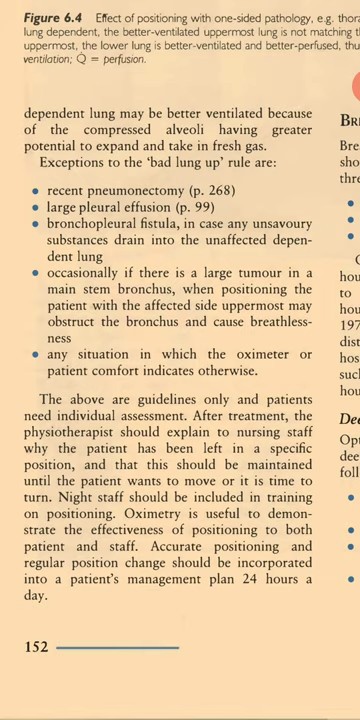 Figure 6.4 Effect of positioning with one-sided pathology, e.g.
lung dependent, the better-ventilated uppermost lung is not matching
uppermost, the lower lung is better-ventilated and better-perfused,
ventilation; Q̇ = perfusion.
dependent lung may be better ventilated because
of the compressed alveoli having greater
potential to expand and take in fresh gas.
Exceptions to the 'bad lung up' rule are:
• recent pneumonectomy (p. 268)
• large pleural effusion (p. 99)
• bronchopleural fistula, in case any unsavoury
substances drain into the unaffected depen-
dent lung
• occasionally if there is a large tumour in a
main stem bronchus, when positioning the
patient with the affected side uppermost may
obstruct the bronchus and cause breathless-
ness
• any situation in which the oximeter or
patient comfort indicates otherwise.
The above are guidelines only and patients
need individual assessment. After treatment, the
physiotherapist should explain to nursing staff
why the patient has been left in a specific
position, and that this should be maintained
until the patient wants to move or it is time to
turn. Night staff should be included in training
on positioning. Oximetry is useful to demon-
strate the effectiveness of positioning to both
patient and staff. Accurate positioning and
regular position change should be incorporated
into a patient's management plan 24 hours a
day.
152
sho
thre
hou
to
hou
197
dist
hos
such
hou
foll